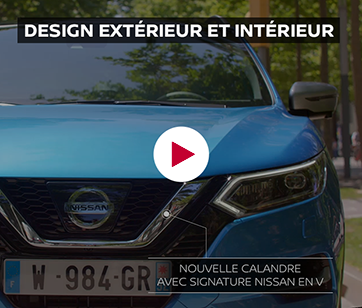 DESIGN EXTÉRIEUR ET INTÉRIEUR
NISSAN
W-984-GR
NOUVELLE CALANDRE
AVEC SIGNATURE NISSAN EN V